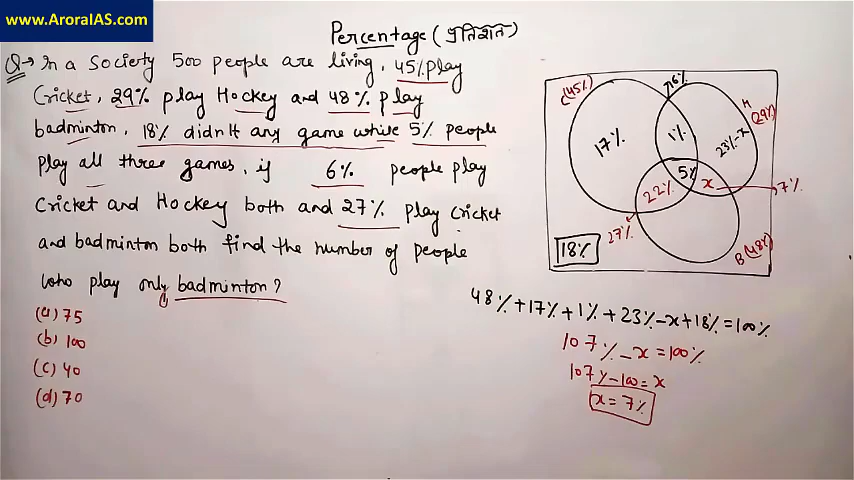 www.AroraIAS.com
Percentage (प्रतिशत)
Q→ In a society 500 people are living, 45% play
Cricket, 29% play Hockey and 48% play
badminton, 18% didn't any game while 5% people
Play all three games, if 6% people play
Cricket and Hockey both and 27% play cricket
and badminton both find the number of people
who play only badminton?
(a) 75
(b) 100
(c) 40
(d) 70
6%
C(45%)
H
(29%)
17%
1%
23%-x
5%
22%
x
7%
27%
18%
B(48%)
48%+17%+1%+23%-x+18%=100%
107%-x=100%
107%-100=x
x=7%